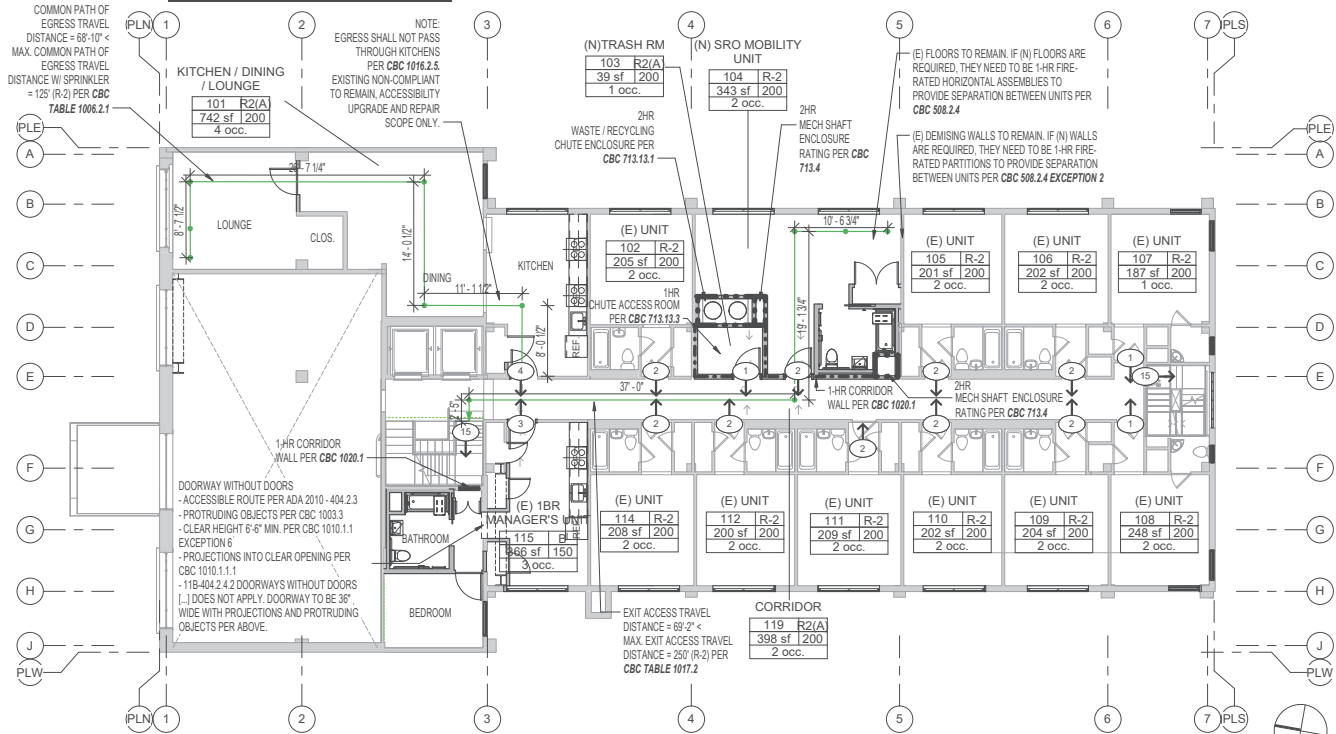 COMMON PATH OF
EGRESS TRAVEL
DISTANCE = 68'-10" <
MAX. COMMON PATH OF
EGRESS TRAVEL
DISTANCE W/ SPRINKLER
= 125' (R-2) PER CBC
TABLE 1006.2.1
PLN
1
2
3
4
5
6
7
PLS
KITCHEN / DINING
/ LOUNGE
101 R2(A)
742 sf 200
4 occ.
NOTE:
EGRESS SHALL NOT PASS
THROUGH KITCHENS
PER CBC 1016.2.5.
EXISTING NON-COMPLIANT
TO REMAIN, ACCESSIBILITY
UPGRADE AND REPAIR
SCOPE ONLY.
(N)TRASH RM
103 R2(A)
39 sf 200
1 occ.
(N) SRO MOBILITY
UNIT
104 R-2
343 sf 200
2 occ.
2HR
WASTE / RECYCLING
CHUTE ENCLOSURE PER
CBC 713.13.1
2HR
MECH SHAFT
ENCLOSURE
RATING PER CBC
713.4
(E) FLOORS TO REMAIN. IF (N) FLOORS ARE
REQUIRED, THEY NEED TO BE 1-HR FIRE-
RATED HORIZONTAL ASSEMBLIES TO
PROVIDE SEPARATION BETWEEN UNITS PER
CBC 508.2.4
(E) DEMISING WALLS TO REMAIN. IF (N) WALLS
ARE REQUIRED, THEY NEED TO BE 1-HR FIRE-
RATED PARTITIONS TO PROVIDE SEPARATION
BETWEEN UNITS PER CBC 508.2.4 EXCEPTION 2
PLE
A
B
C
D
E
F
G
H
J
PLW
PLE
A
B
C
D
E
F
G
H
J
PLW
26' - 7 1/4"
8' - 7 1/2"
LOUNGE
CLOS.
14' - 0 1/2"
DINING
11' - 1 1/2"
8' - 0 1/2"
KITCHEN
REF.
(E) UNIT
102 R-2
205 sf 200
2 occ.
1HR
CHUTE ACCESS ROOM
PER CBC 713.13.3
10' - 6 3/4"
19' - 1 3/4"
(E) UNIT
105 R-2
201 sf 200
2 occ.
(E) UNIT
106 R-2
202 sf 200
2 occ.
(E) UNIT
107 R-2
187 sf 200
1 occ.
4
2
1
2
2
2
1
15
37' - 0"
1-HR CORRIDOR
WALL PER CBC 1020.1
2HR
MECH SHAFT ENCLOSURE
RATING PER CBC 713.4
15
3
2
2
2
2
2
1
1-HR CORRIDOR
WALL PER CBC 1020.1
DOORWAY WITHOUT DOORS
- ACCESSIBLE ROUTE PER ADA 2010 - 404.2.3
- PROTRUDING OBJECTS PER CBC 1003.3
- CLEAR HEIGHT 6'-6" MIN. PER CBC 1010.1.1
EXCEPTION 6
- PROJECTIONS INTO CLEAR OPENING PER
CBC 1010.1.1.1
- 11B-404.2.4.2 DOORWAYS WITHOUT DOORS
[...] DOES NOT APPLY. DOORWAY TO BE 36"
WIDE WITH PROJECTIONS AND PROTRUDING
OBJECTS PER ABOVE.
BATHROOM
BEDROOM
(E) 1BR
MANAGER'S UNIT
115
366 sf 150
3 occ.
(E) UNIT
114 R-2
208 sf 200
2 occ.
(E) UNIT
112 R-2
200 sf 200
2 occ.
(E) UNIT
111 R-2
209 sf 200
2 occ.
(E) UNIT
110 R-2
202 sf 200
2 occ.
(E) UNIT
109 R-2
204 sf 200
2 occ.
(E) UNIT
108 R-2
248 sf 200
2 occ.
EXIT ACCESS TRAVEL
DISTANCE = 69'-2" <
MAX. EXIT ACCESS TRAVEL
DISTANCE = 250' (R-2) PER
CBC TABLE 1017.2
CORRIDOR
119 R2(A)
398 sf 200
2 occ.
PLN
1
2
3
4
5
6
7
PLS